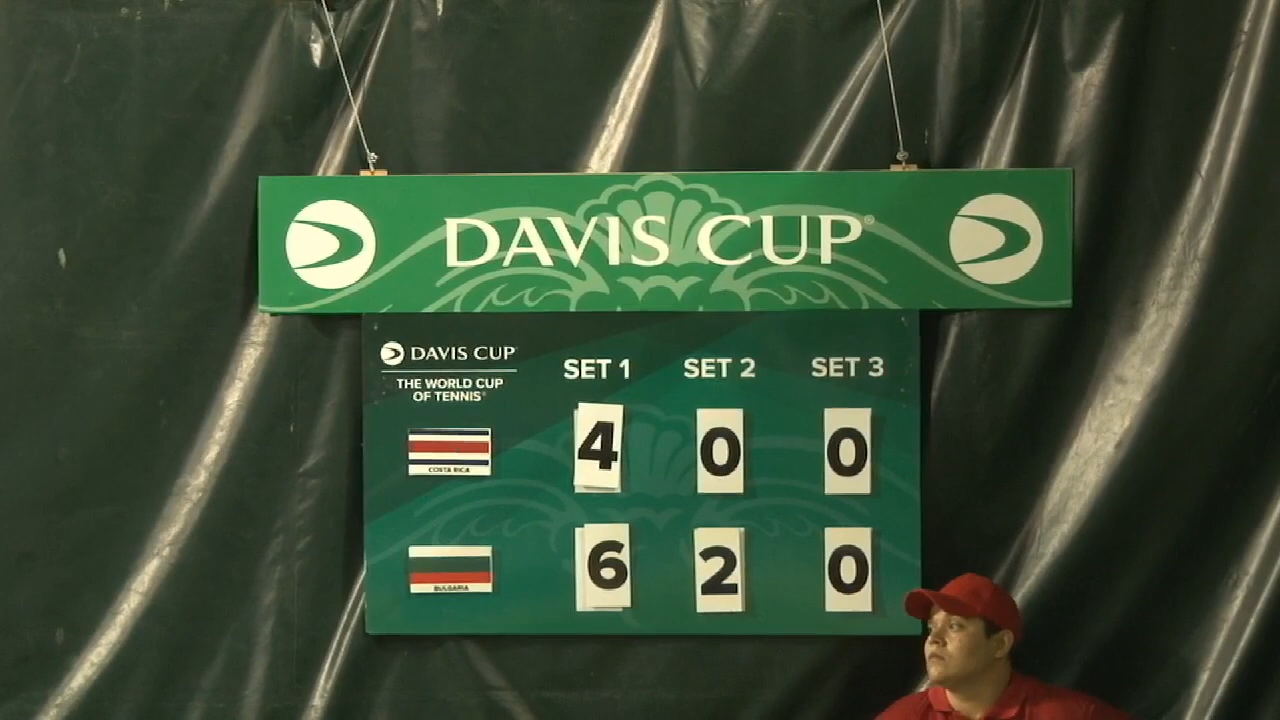 DAVIS CUP®
DAVIS CUP®
THE WORLD CUP
OF TENNIS®
SET 1 SET 2 SET 3
COSTA RICA
4 0 0
BULGARIA
6 2 0